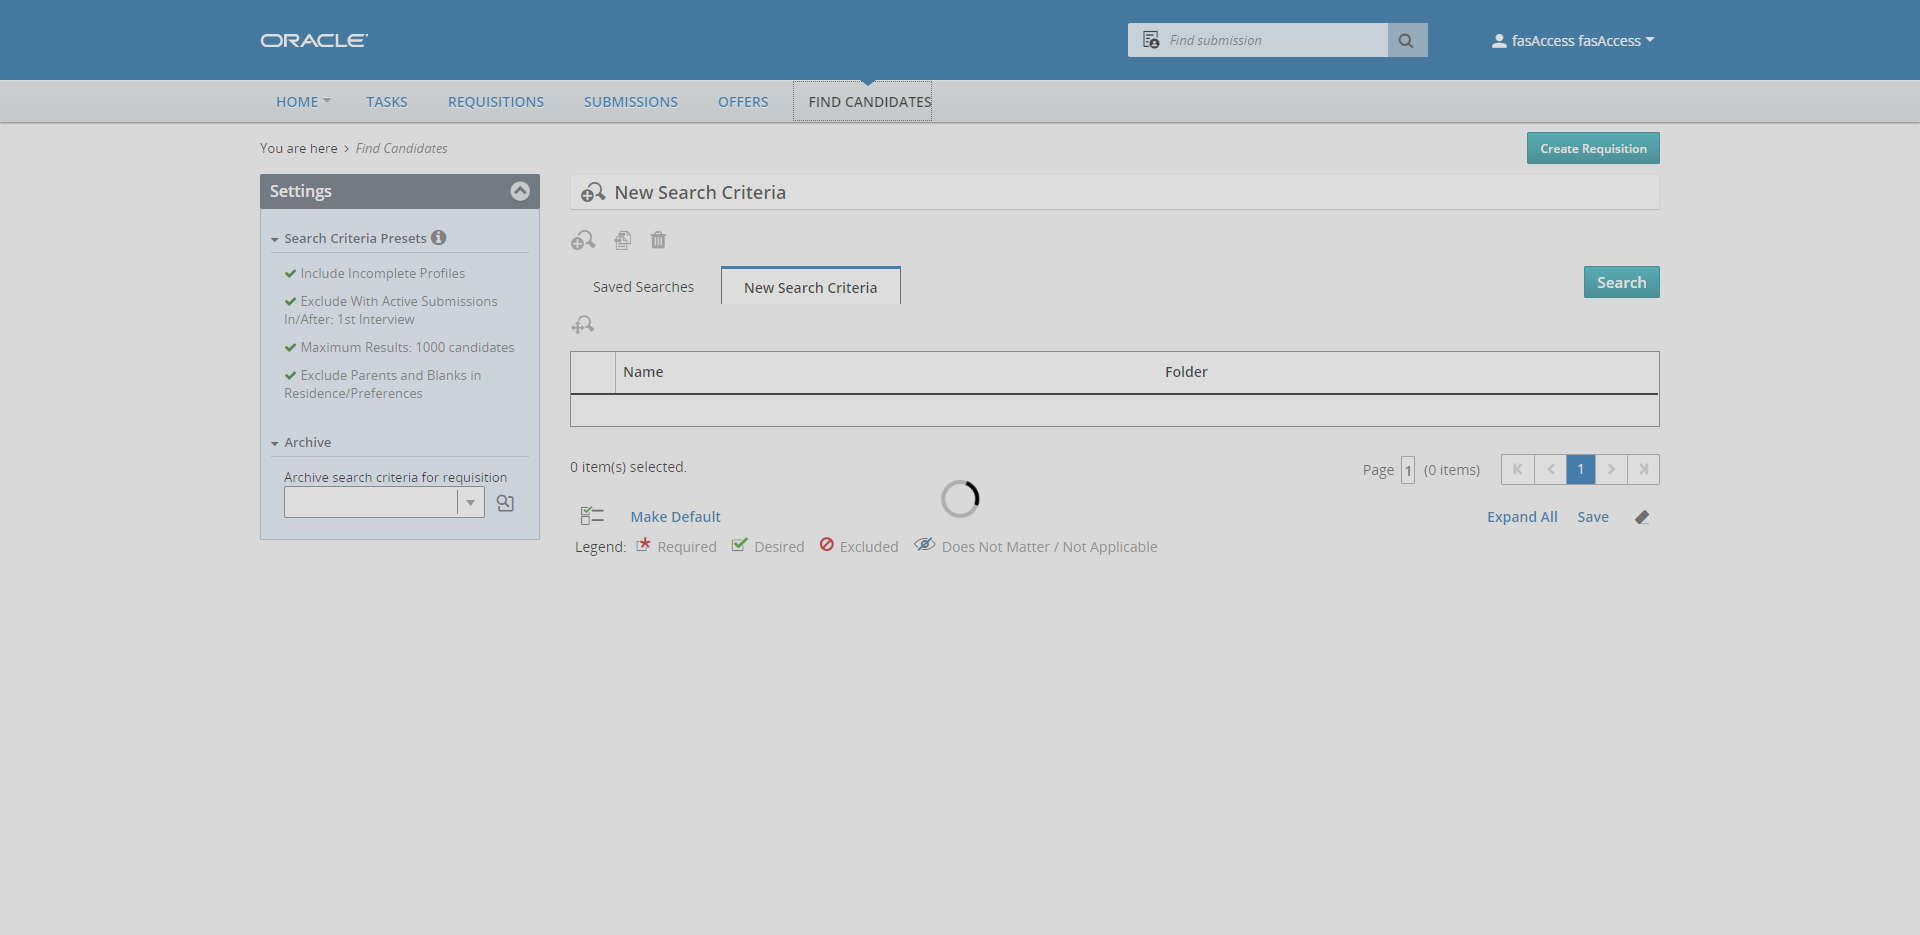 ORACLE
Find submission
fasAccess fasAccess
HOME TASKS REQUISITIONS SUBMISSIONS OFFERS FIND CANDIDATES
You are here > Find Candidates
Create Requisition
Settings
Search Criteria Presets
Include Incomplete Profiles
Exclude With Active Submissions
In/After: 1st Interview
Maximum Results: 1000 candidates
Exclude Parents and Blanks in
Residence/Preferences
Archive
Archive search criteria for requisition
New Search Criteria
Saved Searches New Search Criteria
Search
Name Folder
0 item(s) selected.
Page 1 (0 items) 1
Make Default
Expand All Save
Legend: Required Desired Excluded Does Not Matter / Not Applicable